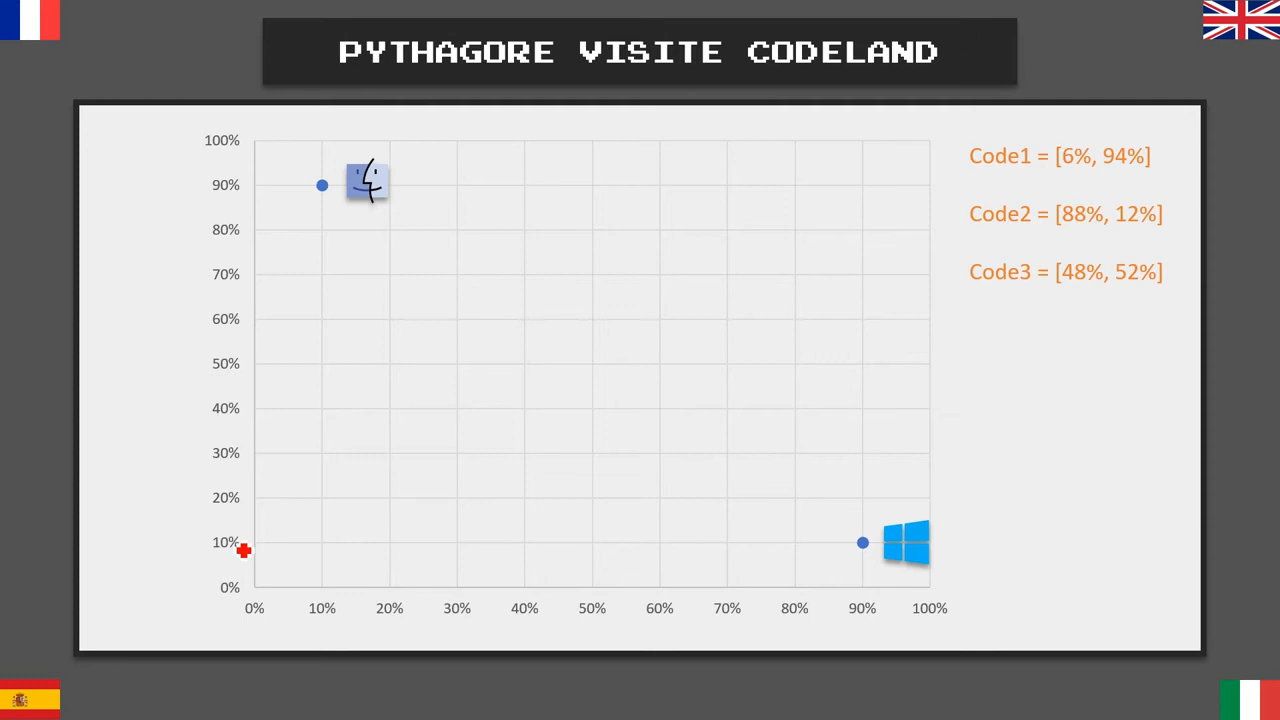 PYTHAGORE VISITE CODELAND
100%
90%
80%
70%
60%
50%
40%
30%
20%
10%
0%
0% 10% 20% 30% 40% 50% 60% 70% 80% 90% 100%
Code1 = [6%, 94%]
Code2 = [88%, 12%]
Code3 = [48%, 52%]